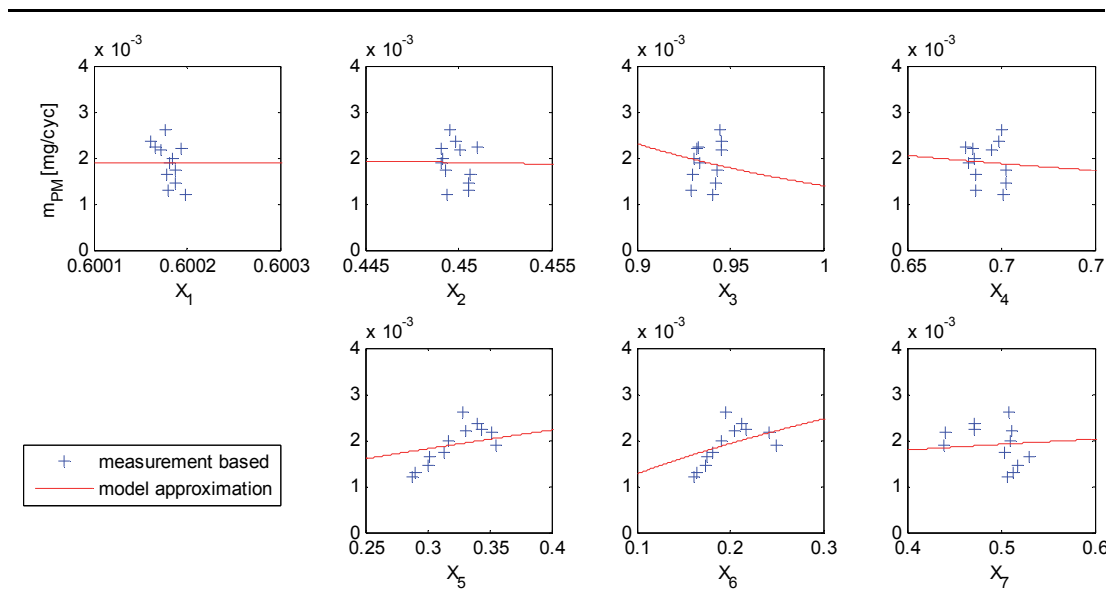 x 10^-3 x 10^-3 x 10^-3 x 10^-3
4 4 4 4
3 3 3 3
2 2 2 2
1 1 1 1
0 0 0 0
m_PM [mg/cyc]
0.6001 0.6002 0.6003 0.445 0.45 0.455 0.9 0.95 1 0.65 0.7 0.7
X_1 X_2 X_3 X_4
x 10^-3 x 10^-3 x 10^-3
4 4 4
3 3 3
2 2 2
1 1 1
0 0 0
0.25 0.3 0.35 0.4 0.1 0.2 0.3 0.4 0.5 0.6
X_5 X_6 X_7
measurement based
model approximation